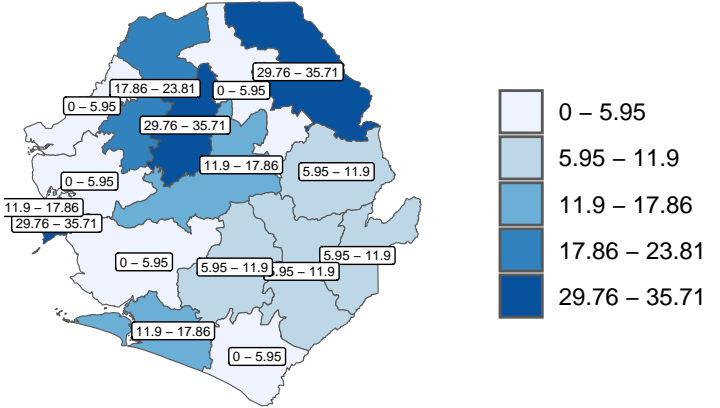 29.76 – 35.71
17.86 – 23.81
0 – 5.95
0 – 5.95
29.76 – 35.71
11.9 – 17.86
5.95 – 11.9
0 – 5.95
11.9 – 17.86
29.76 – 35.71
0 – 5.95
5.95 – 11.9
5.95 – 11.9
5.95 – 11.9
11.9 – 17.86
0 – 5.95
0 – 5.95
5.95 – 11.9
11.9 – 17.86
17.86 – 23.81
29.76 – 35.71